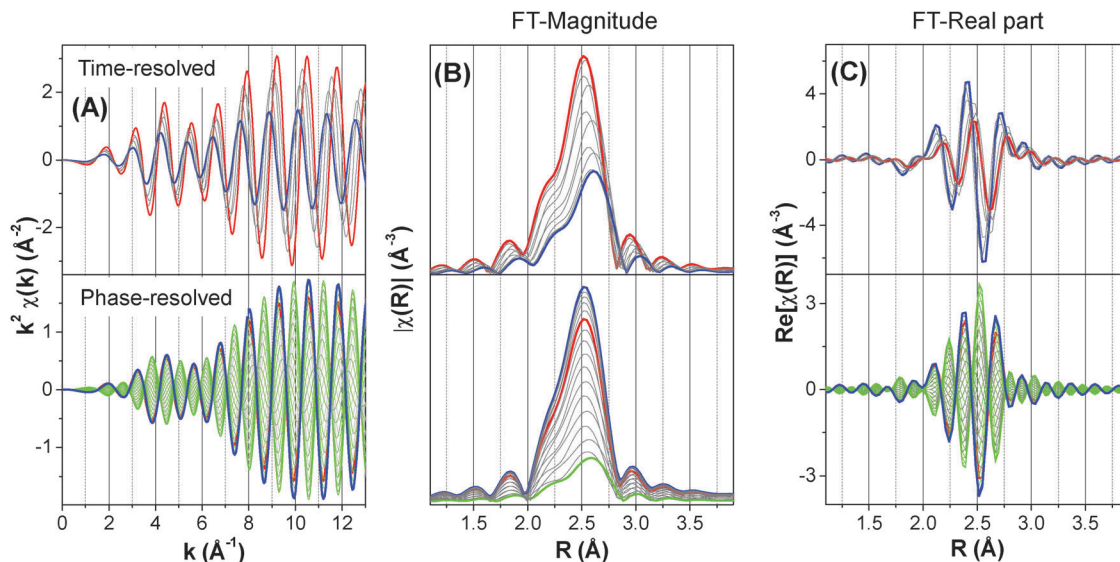 FT-Magnitude
FT-Real part
Time-resolved
(A)
2
0
-2
Phase-resolved
1
0
-1
k² χ(k) (Å⁻²)
0 2 4 6 8 10 12
k (Å⁻¹)
(B)
|χ(R)| (Å⁻³)
1.5 2.0 2.5 3.0 3.5
R (Å)
(C)
4
0
-4
3
0
-3
Re[χ(R)] (Å⁻³)
1.5 2.0 2.5 3.0 3.5
R (Å)